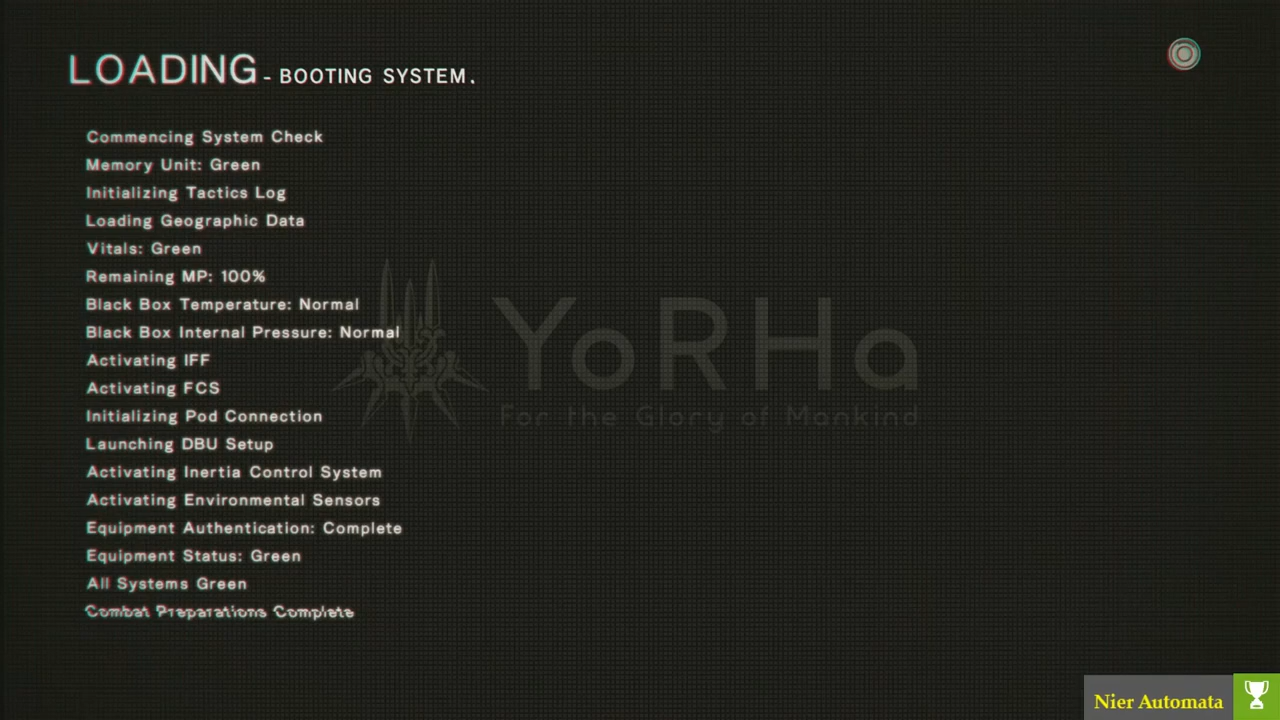 LOADING - BOOTING SYSTEM.
Commencing System Check
Memory Unit: Green
Initializing Tactics Log
Loading Geographic Data
Vitals: Green
Remaining MP: 100%
Black Box Temperature: Normal
Black Box Internal Pressure: Normal
Activating IFF
Activating FCS
Initializing Pod Connection
Launching DBU Setup
Activating Inertia Control System
Activating Environmental Sensors
Equipment Authentication: Complete
Equipment Status: Green
All Systems Green
Combat Preparations Complete
YoRHa
For the Glory of Mankind
Nier Automata